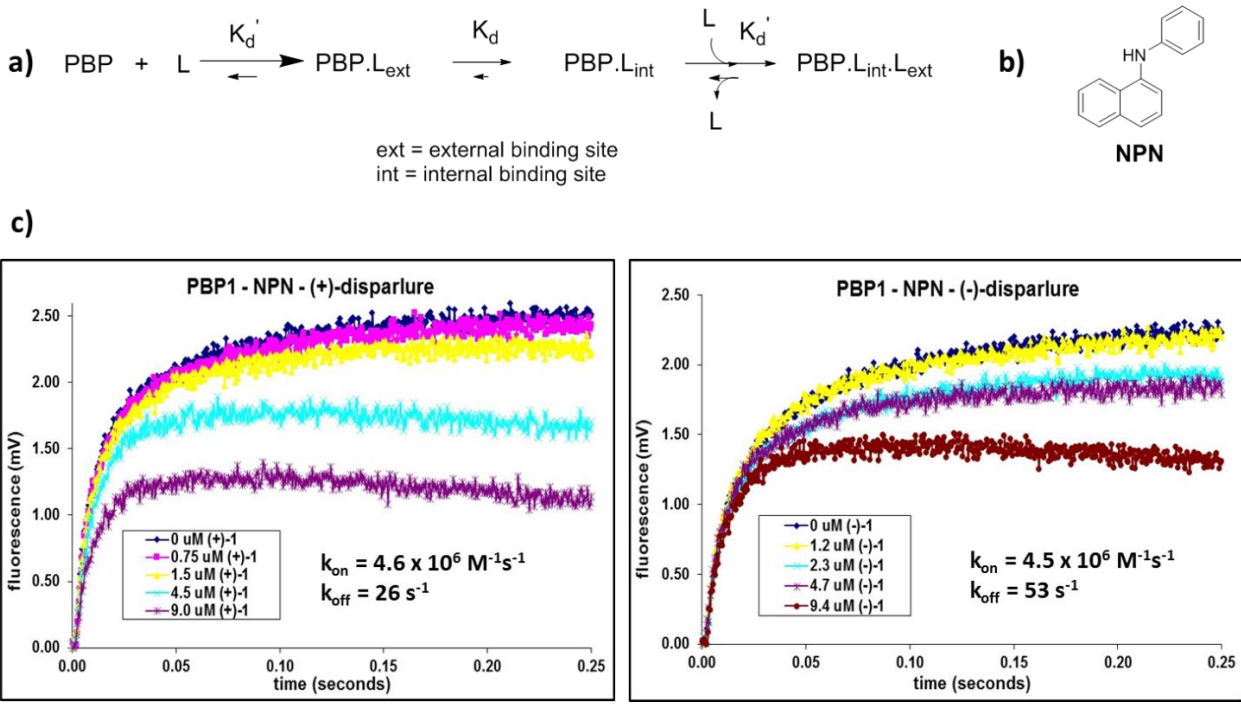 a) PBP + L K_d' PBP.L_ext K_d PBP.L_int L K_d' PBP.L_int.L_ext
L
ext = external binding site
int = internal binding site
b)
HN
NPN
c)
PBP1 - NPN - (+)-disparlure
fluorescence (mV)
2.50
2.00
1.50
1.00
0.50
0.00
0 uM (+)-1
0.75 uM (+)-1
1.5 uM (+)-1
4.5 uM (+)-1
9.0 uM (+)-1
k_on = 4.6 x 10⁶ M⁻¹s⁻¹
k_off = 26 s⁻¹
0.00 0.05 0.10 0.15 0.20 0.25
time (seconds)
PBP1 - NPN - (-)-disparlure
fluorescence (mV)
2.50
2.00
1.50
1.00
0.50
0.00
0 uM (-)-1
1.2 uM (-)-1
2.3 uM (-)-1
4.7 uM (-)-1
9.4 uM (-)-1
k_on = 4.5 x 10⁶ M⁻¹s⁻¹
k_off = 53 s⁻¹
0.00 0.05 0.10 0.15 0.20 0.25
time (seconds)